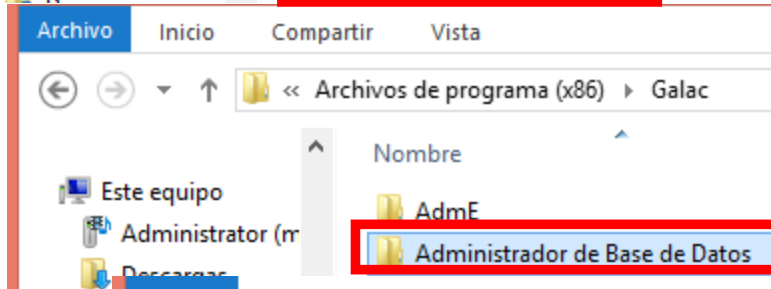 Archivo Inicio Compartir Vista
« Archivos de programa (x86) Galac
Nombre
Este equipo
AdmE
Administrator (m
Administrador de Base de Datos
Descargas